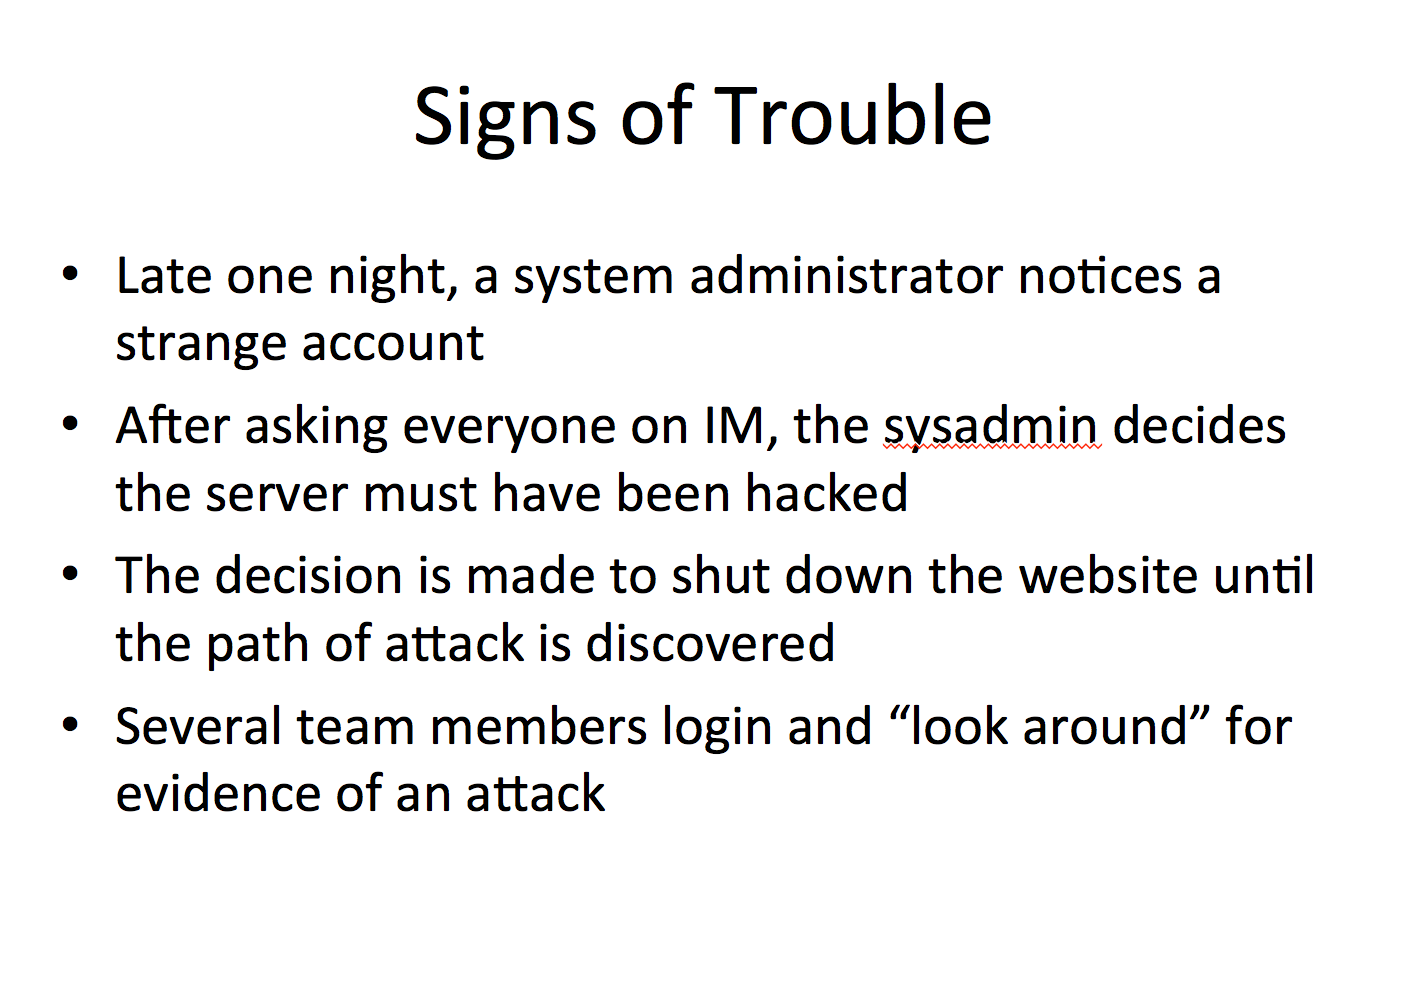 Signs of Trouble
• Late one night, a system administrator notices a
strange account
• After asking everyone on IM, the sysadmin decides
the server must have been hacked
• The decision is made to shut down the website until
the path of attack is discovered
• Several team members login and “look around” for
evidence of an attack